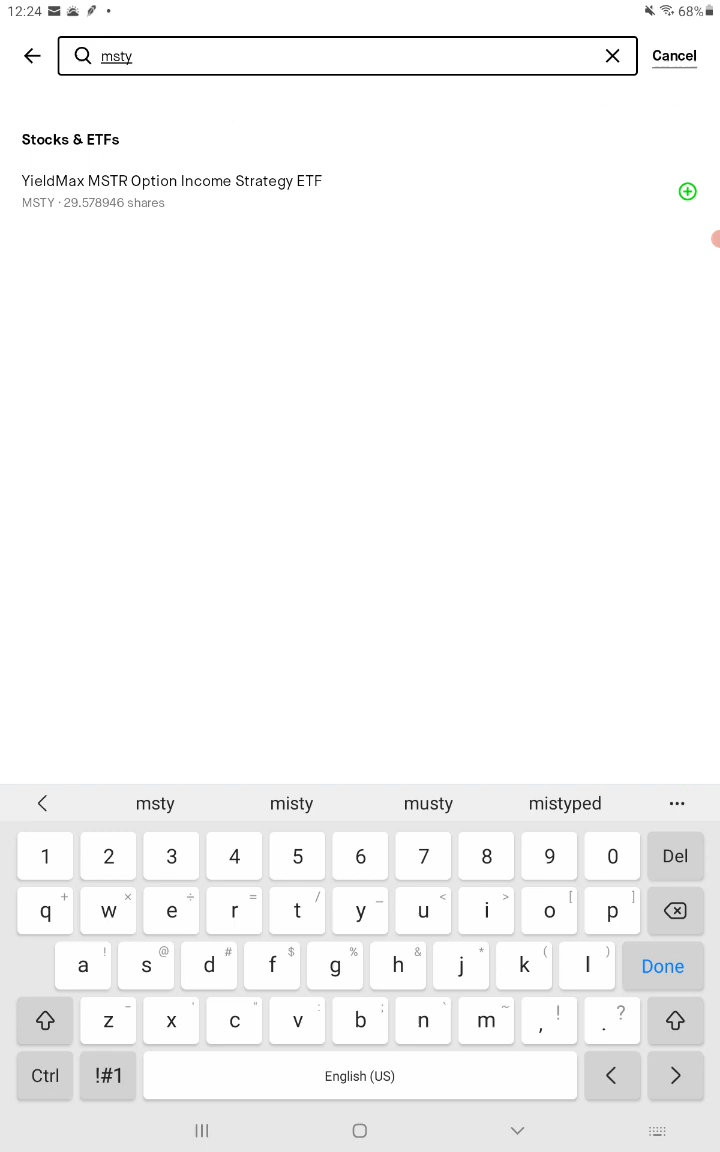 12:24
68%
msty
Cancel
Stocks & ETFs
YieldMax MSTR Option Income Strategy ETF
MSTY · 29.578946 shares
msty misty musty mistyped
1 2 3 4 5 6 7 8 9 0 Del
+ × ÷ = / _ < > [ ]
q w e r t y u i o p
! @ # $ % & * ( )
a s d f g h j k l Done
- ' " : ; ~ ! ?
z x c v b n m , .
Ctrl !#1 English (US) < >